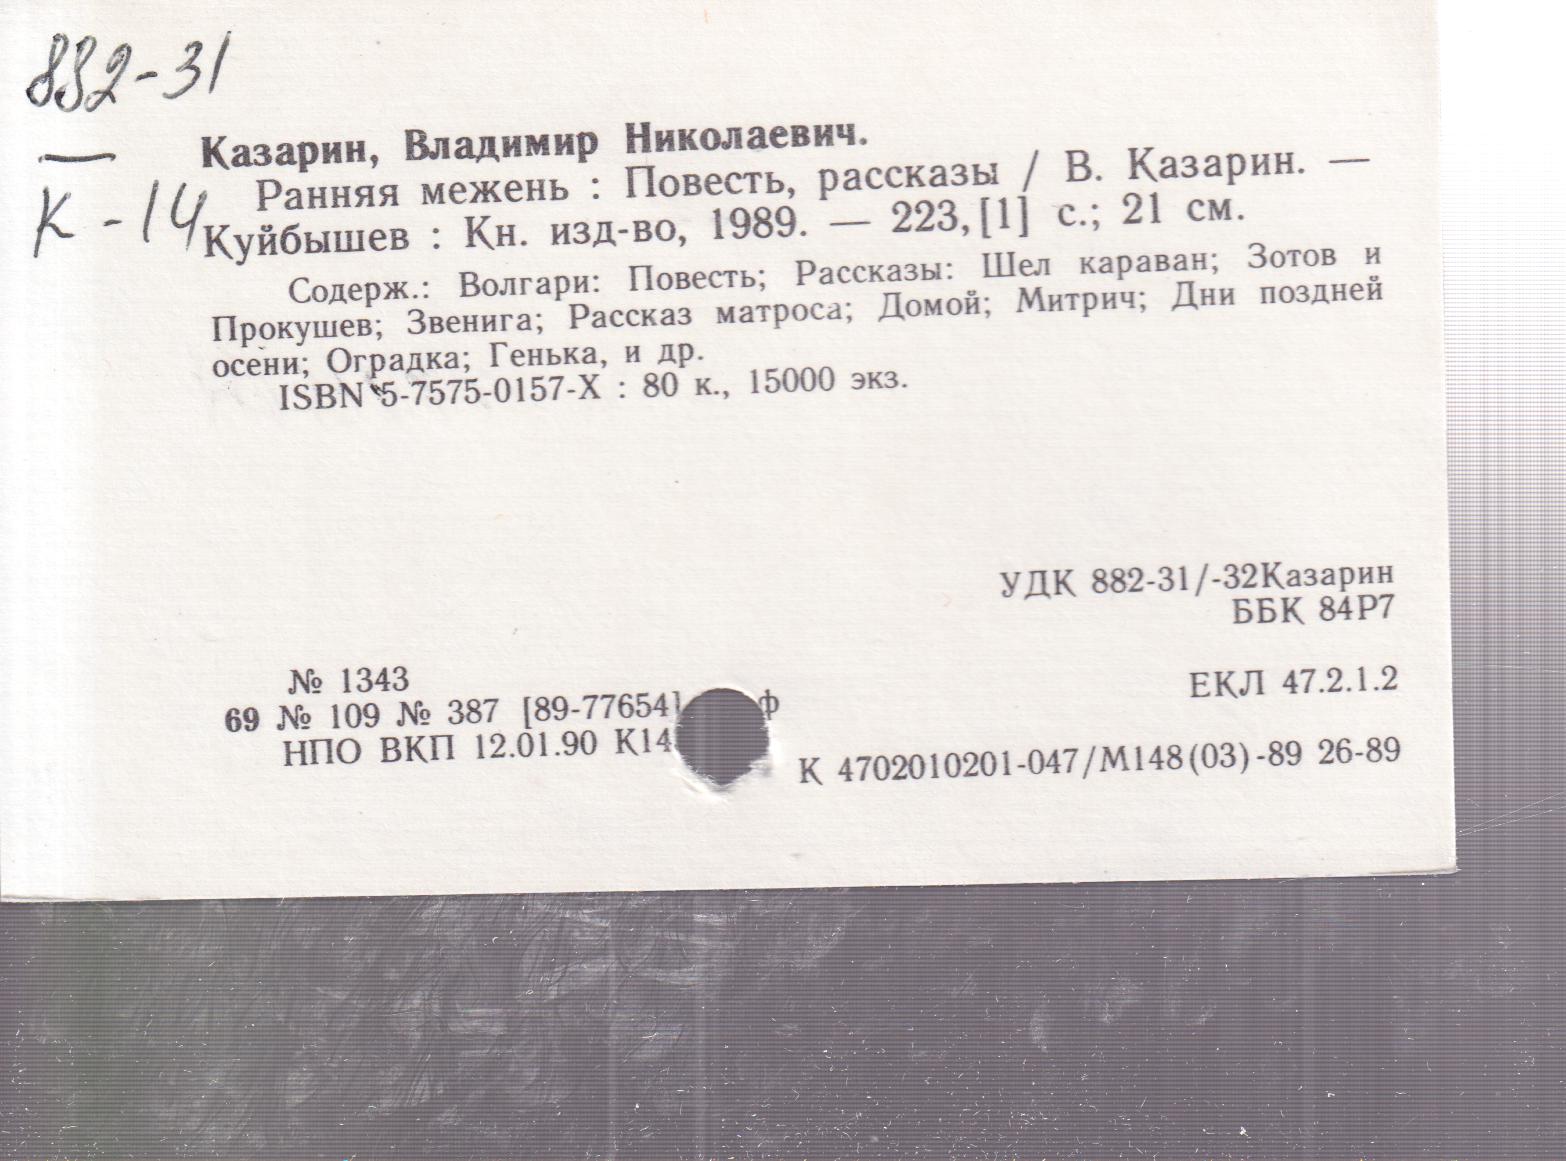 882-31
К-14
Казарин, Владимир Николаевич.
Ранняя межень : Повесть, рассказы / В. Казарин. —
Куйбышев : Кн. изд-во, 1989. — 223, [1] с.; 21 см.
Содерж.: Волгари: Повесть; Рассказы: Шел караван; Зотов и
Прокушев; Звенига; Рассказ матроса; Домой; Митрич; Дни поздней
осени; Оградка; Генька, и др.
ISBN 5-7575-0157-X : 80 к., 15000 экз.
УДК 882-31/-32Казарин
ББК 84Р7
№ 1343
ЕКЛ 47.2.1.2
69 № 109 № 387 [89-77654]
НПО ВКП 12.01.90 К14
К 4702010201-047/М148(03)-89 26-89